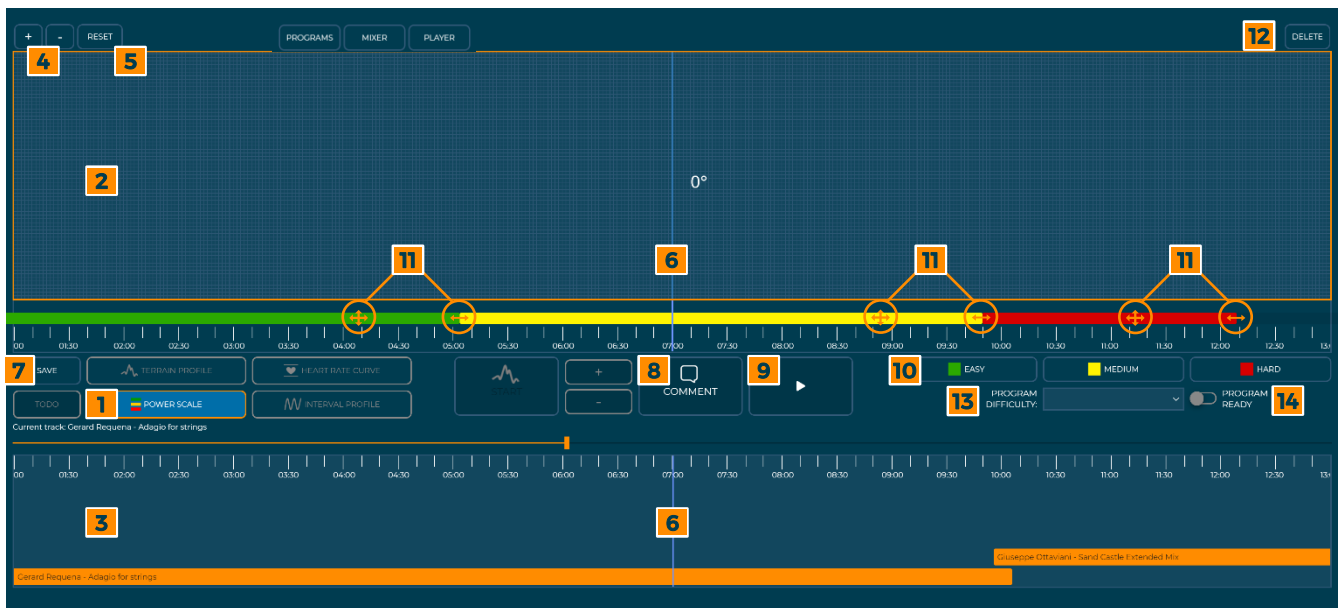 + - RESET PROGRAMS MIXER PLAYER 12 DELETE
4 5
2 0°
11 6 11 11
00 01:30 02:00 02:30 03:00 03:30 04:00 04:30 05:00 05:30 06:00 06:30 07:00 07:30 08:00 08:30 09:00 09:30 10:00 10:30 11:00 11:30 12:00 12:30 13:
7 SAVE TERRAIN PROFILE HEART RATE CURVE + 8 COMMENT 9 10 EASY MEDIUM HARD
TODO 1 POWER SCALE INTERVAL PROFILE - 13 PROGRAM DIFFICULTY: PROGRAM READY 14
Current track: Gerard Requena - Adagio for strings
00 01:30 02:00 02:30 03:00 03:30 04:00 04:30 05:00 05:30 06:00 06:30 07:00 07:30 08:00 08:30 09:00 09:30 10:00 10:30 11:00 11:30 12:00 12:30 13:
3 6
Giuseppe Ottaviani - Sand Castle Extended Mix
Gerard Requena - Adagio for strings